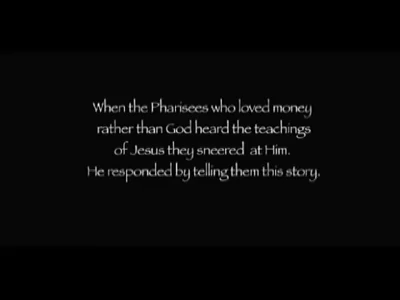 When the Pharisees who loved money
rather than God heard the teachings
of Jesus they sneered at Him.
He responded by telling them this story.